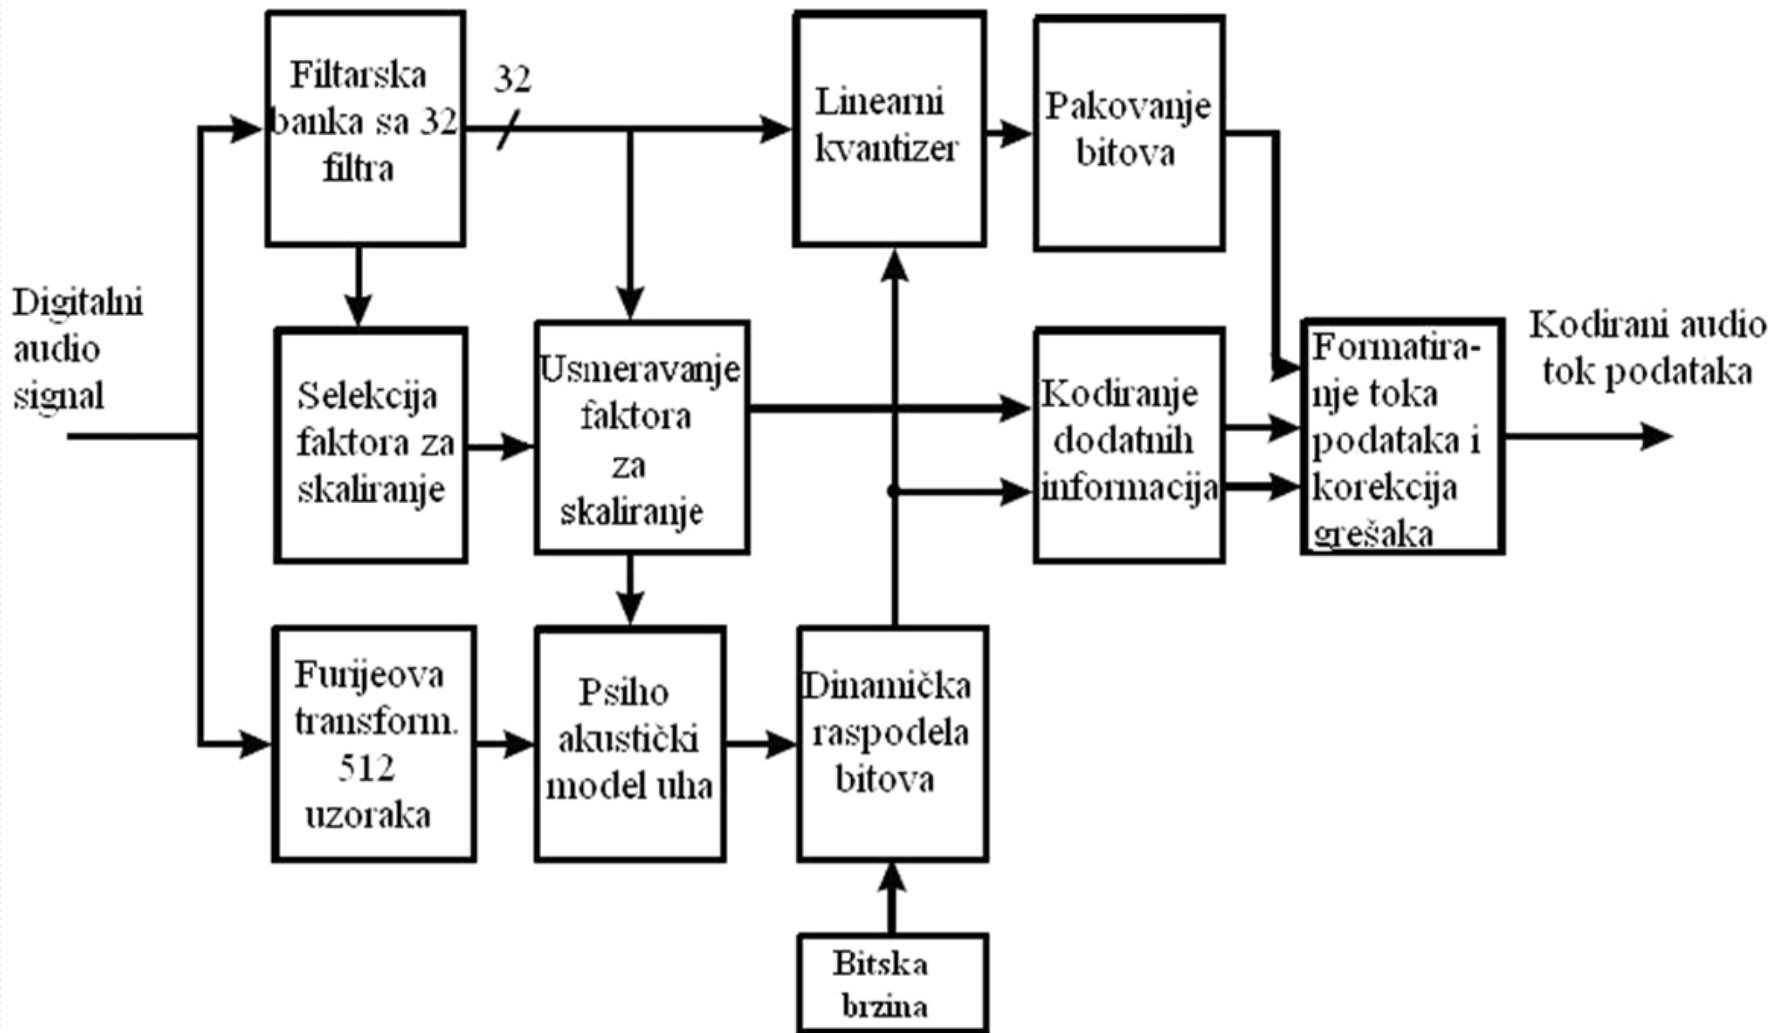 Filtarska
banka sa 32
filtra
32
Linearni
kvantizer
Pakovanje
bitova
Digitalni
audio
signal
Selekcija
faktora za
skaliranje
Usmeravanje
faktora
za
skaliranje
Kodiranje
dodatnih
informacija
Formatira-
nje toka
podataka i
korekcija
grešaka
Kodirani audio
tok podataka
Furijeova
transform.
512
uzoraka
Psiho
akustički
model uha
Dinamička
raspodela
bitova
Bitska
brzina